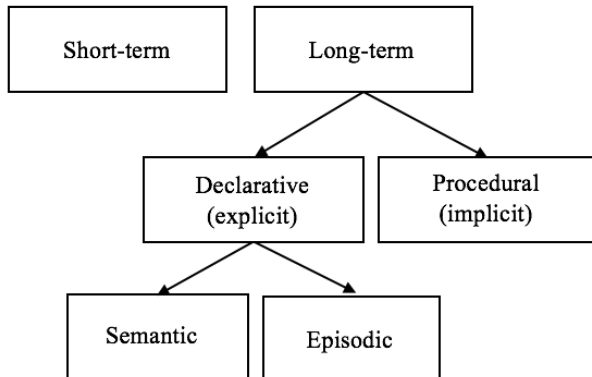 Short-term
Long-term
Declarative
(explicit)
Procedural
(implicit)
Semantic
Episodic